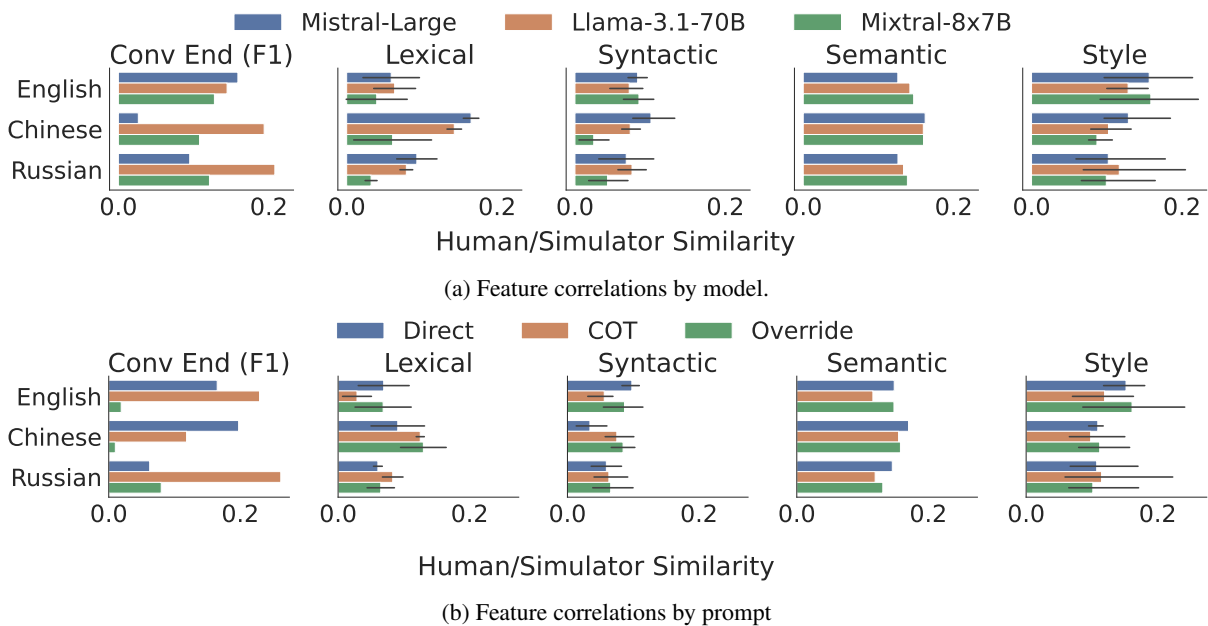 Mistral-Large Llama-3.1-70B Mixtral-8x7B
Conv End (F1) Lexical Syntactic Semantic Style
English
Chinese
Russian
0.0 0.2 0.0 0.2 0.0 0.2 0.0 0.2 0.0 0.2
Human/Simulator Similarity
(a) Feature correlations by model.
Direct COT Override
Conv End (F1) Lexical Syntactic Semantic Style
English
Chinese
Russian
0.0 0.2 0.0 0.2 0.0 0.2 0.0 0.2 0.0 0.2
Human/Simulator Similarity
(b) Feature correlations by prompt